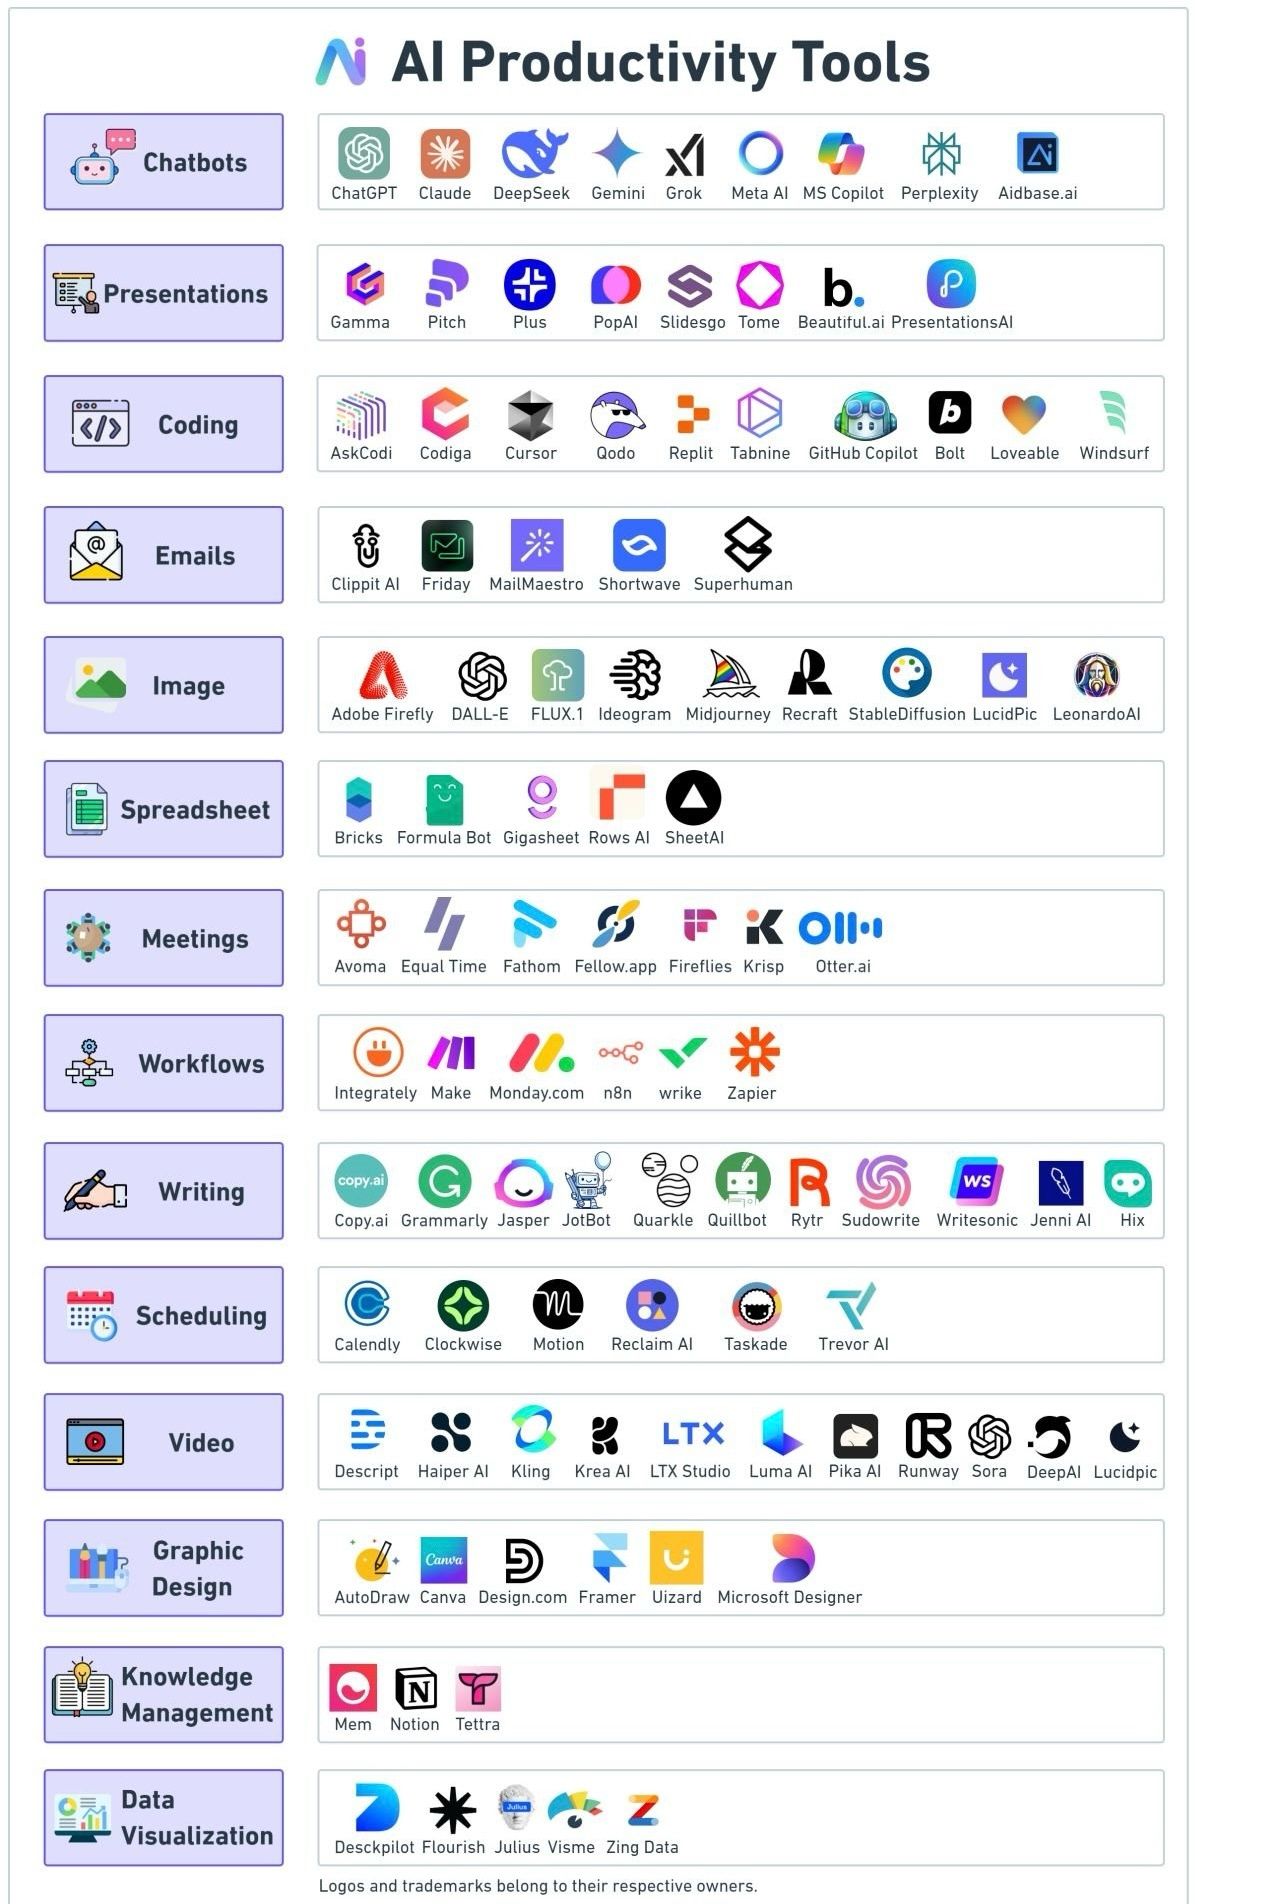 AI Productivity Tools
Chatbots
ChatGPT Claude DeepSeek Gemini Grok Meta AI MS Copilot Perplexity Aidbase.ai
Presentations
b.
Gamma Pitch Plus PopAI Slidesgo Tome Beautiful.ai PresentationsAI
Coding
b
AskCodi Codiga Cursor Qodo Replit Tabnine GitHub Copilot Bolt Loveable Windsurf
Emails
Clippit AI Friday MailMaestro Shortwave Superhuman
Image
Adobe Firefly DALL-E FLUX.1 Ideogram Midjourney Recraft StableDiffusion LucidPic LeonardoAI
Spreadsheet
Bricks Formula Bot Gigasheet Rows AI SheetAI
Meetings
Avoma Equal Time Fathom Fellow.app Fireflies Krisp Otter.ai
Workflows
Integrately Make Monday.com n8n wrike Zapier
Writing
copy.ai G R WS
Copy.ai Grammarly Jasper JotBot Quarkle Quillbot Rytr Sudowrite Writesonic Jenni AI Hix
Scheduling
Calendly Clockwise Motion Reclaim AI Taskade Trevor AI
Video
LTX R
Descript Haiper AI Kling Krea AI LTX Studio Luma AI Pika AI Runway Sora DeepAI Lucidpic
Graphic
Design
Canva
AutoDraw Canva Design.com Framer Uizard Microsoft Designer
Knowledge
Management
N
Mem Notion Tettra
Data
Visualization
Julius
Desckpilot Flourish Julius Visme Zing Data
Logos and trademarks belong to their respective owners.